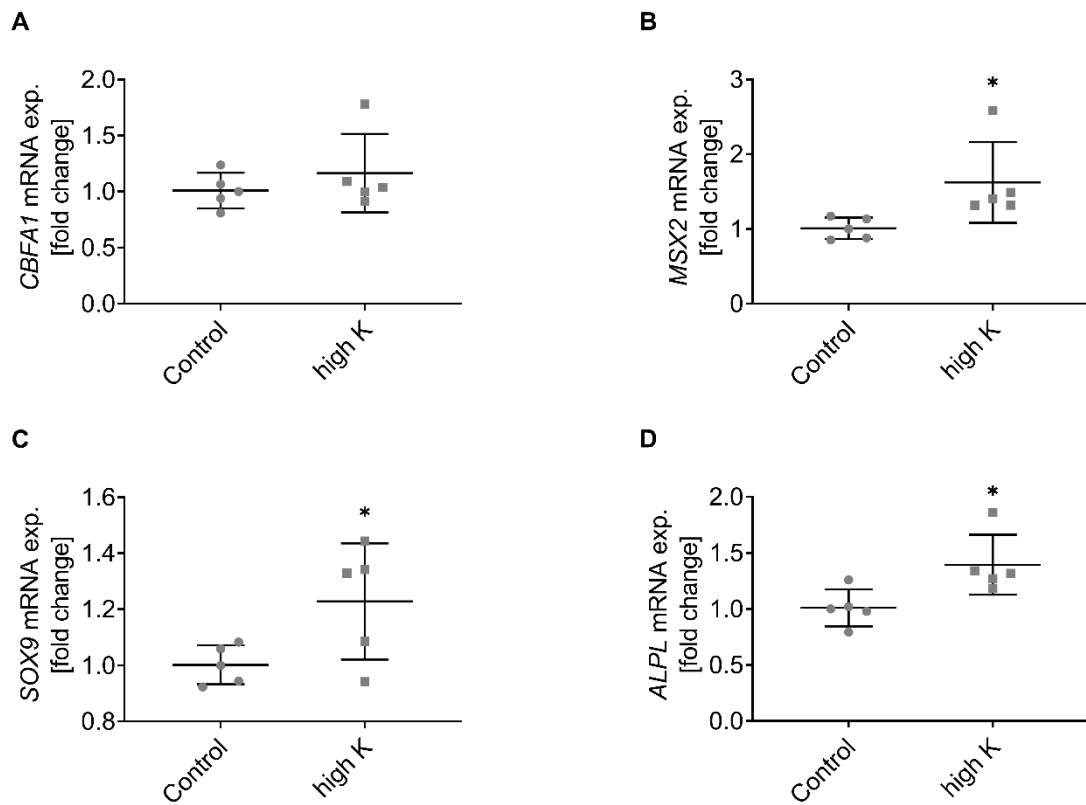 A
CBFA1 mRNA exp.
[fold change]
2.0
1.5
1.0
0.5
0.0
Control
high K
B
MSX2 mRNA exp.
[fold change]
3
2
1
0
*
Control
high K
C
SOX9 mRNA exp.
[fold change]
1.6
1.4
1.2
1.0
0.8
*
Control
high K
D
ALPL mRNA exp.
[fold change]
2.0
1.5
1.0
0.5
0.0
*
Control
high K